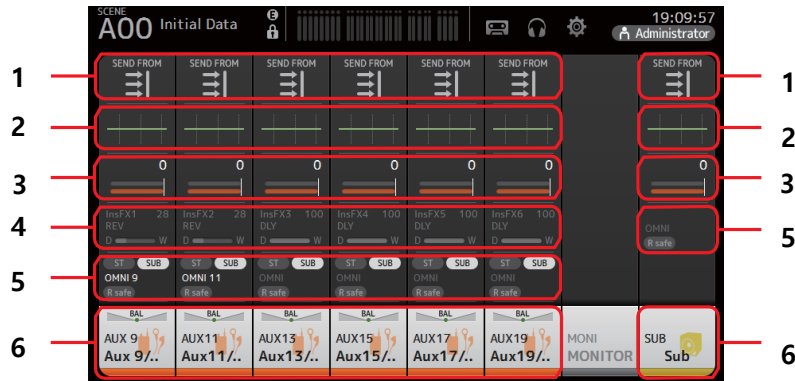 SCENE
A00 Initial Data
E
19:09:57
Administrator
1 SEND FROM SEND FROM SEND FROM SEND FROM SEND FROM SEND FROM SEND FROM 1
2 2
3 0 0 0 0 0 0 0 3
4 InsFX1 28 InsFX2 28 InsFX3 100 InsFX4 100 InsFX5 100 InsFX6 100
REV REV DLY DLY DLY DLY
D W D W D W D W D W D W
OMNI 5
R safe
ST SUB ST SUB ST SUB ST SUB ST SUB ST SUB
5 OMNI 9 OMNI 11 OMNI OMNI OMNI OMNI
R safe R safe R safe R safe R safe R safe
BAL BAL BAL BAL BAL BAL
6 AUX 9 AUX11 AUX13 AUX15 AUX17 AUX19 MONI SUB 6
Aux 9/.. Aux11/.. Aux13/.. Aux15/.. Aux17/.. Aux19/.. MONITOR Sub